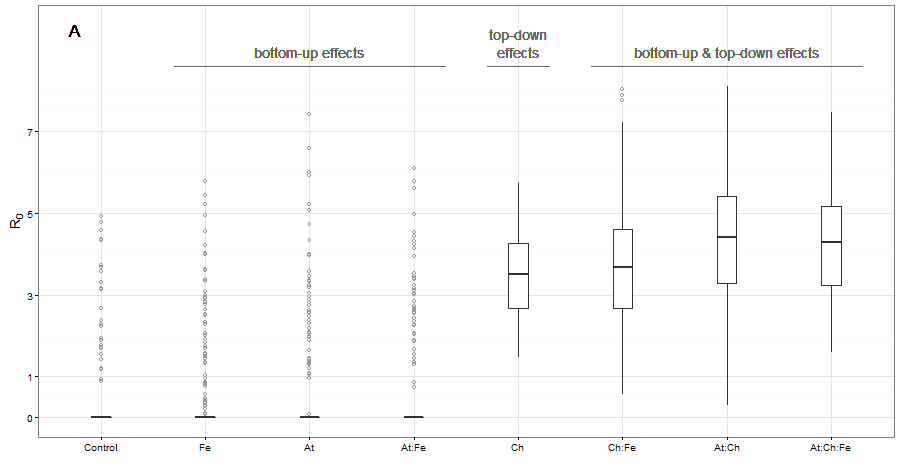 A
top-down
effects
bottom-up effects
bottom-up & top-down effects
R0
7
5
3
1
0
Control
Fe
At
At:Fe
Ch
Ch:Fe
At:Ch
At:Ch:Fe